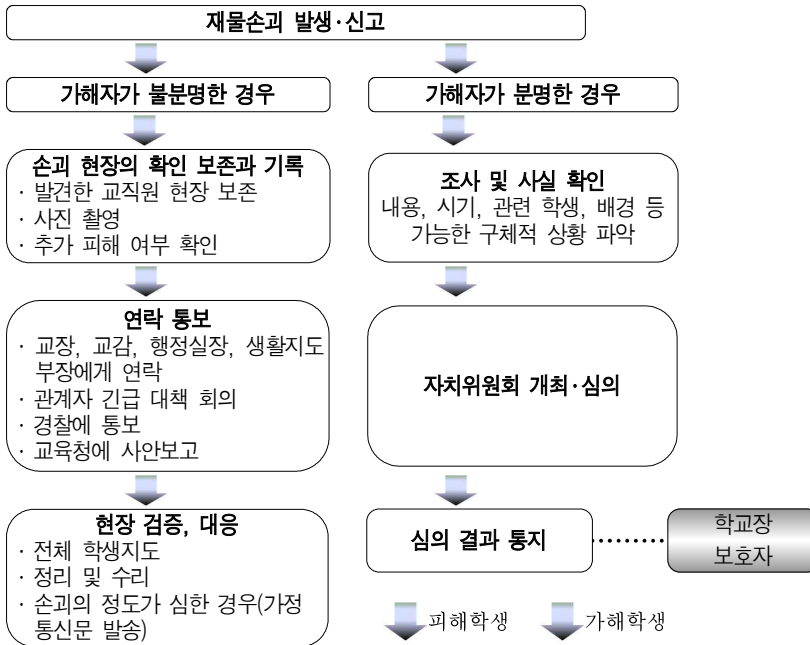 재물손괴 발생·신고
가해자가 불분명한 경우
손괴 현장의 확인 보존과 기록
· 발견한 교직원 현장 보존
· 사진 촬영
· 추가 피해 여부 확인
연락 통보
· 교장, 교감, 행정실장, 생활지도
부장에게 연락
· 관계자 긴급 대책 회의
· 경찰에 통보
· 교육청에 사안보고
현장 검증, 대응
· 전체 학생지도
· 정리 및 수리
· 손괴의 정도가 심한 경우(가정
통신문 발송)
가해자가 분명한 경우
조사 및 사실 확인
내용, 시기, 관련 학생, 배경 등
가능한 구체적 상황 파악
자치위원회 개최·심의
심의 결과 통지
학교장
보호자
피해학생
가해학생